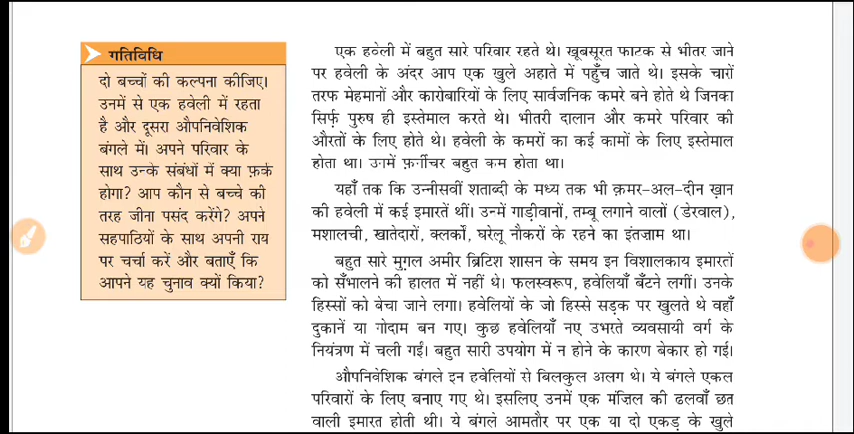 गतिविधि
दो बच्चों की कल्पना कीजिए।
उनमें से एक हवेली में रहता
है और दूसरा औपनिवेशिक
बंगले में। अपने परिवार के
साथ उनके संबंधों में क्या फ़र्क
होगा? आप कौन से बच्चे की
तरह जीना पसंद करेंगे? अपने
सहपाठियों के साथ अपनी राय
पर चर्चा करें और बताएँ कि
आपने यह चुनाव क्यों किया?
एक हवेली में बहुत सारे परिवार रहते थे। खूबसूरत फाटक से भीतर जाने
पर हवेली के अंदर आप एक खुले अहाते में पहुँच जाते थे। इसके चारों
तरफ मेहमानों और कारोबारियों के लिए सार्वजनिक कमरे बने होते थे जिनका
सिर्फ़ पुरुष ही इस्तेमाल करते थे। भीतरी दालान और कमरे परिवार की
औरतों के लिए होते थे। हवेली के कमरों का कई कामों के लिए इस्तेमाल
होता था। उनमें फ़र्नीचर बहुत कम होता था।
यहाँ तक कि उन्नीसवीं शताब्दी के मध्य तक भी क़मर-अल-दीन ख़ान
की हवेली में कई इमारतें थीं। उनमें गाड़ीवानों, तम्बू लगाने वालों (डेरवाल),
मशालची, खातेदारों, क्लर्कों, घरेलू नौकरों के रहने का इंतज़ाम था।
बहुत सारे मुग़ल अमीर ब्रिटिश शासन के समय इन विशालकाय इमारतों
को सँभालने की हालत में नहीं थे। फलस्वरूप, हवेलियाँ बँटने लगीं। उनके
हिस्सों को बेचा जाने लगा। हवेलियों के जो हिस्से सड़क पर खुलते थे वहाँ
दुकानें या गोदाम बन गए। कुछ हवेलियाँ नए उभरते व्यवसायी वर्ग के
नियंत्रण में चली गईं। बहुत सारी उपयोग में न होने के कारण बेकार हो गईं।
औपनिवेशिक बंगले इन हवेलियों से बिलकुल अलग थे। ये बंगले एकल
परिवारों के लिए बनाए गए थे। इसलिए उनमें एक मंज़िल की ढलवाँ छत
वाली इमारत होती थी। ये बंगले आमतौर पर एक या दो एकड़ के खुले